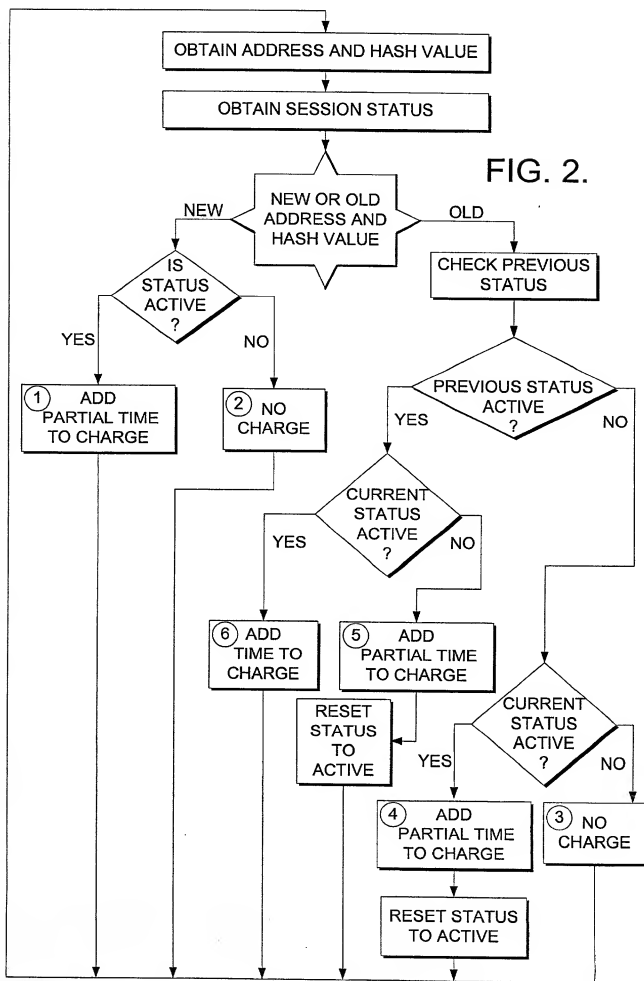 OBTAIN ADDRESS AND HASH VALUE
OBTAIN SESSION STATUS
FIG. 2.
NEW OR OLD
ADDRESS AND
HASH VALUE
NEW
OLD
IS
STATUS
ACTIVE
?
CHECK PREVIOUS
STATUS
YES
NO
1 ADD
PARTIAL TIME
TO CHARGE
2 NO
CHARGE
PREVIOUS STATUS
ACTIVE
?
YES
NO
CURRENT
STATUS
ACTIVE
?
YES
NO
6 ADD
TIME TO
CHARGE
5 ADD
PARTIAL TIME
TO CHARGE
RESET
STATUS
TO
ACTIVE
CURRENT
STATUS
ACTIVE
?
YES
NO
4 ADD
PARTIAL TIME
TO CHARGE
3 NO
CHARGE
RESET STATUS
TO ACTIVE